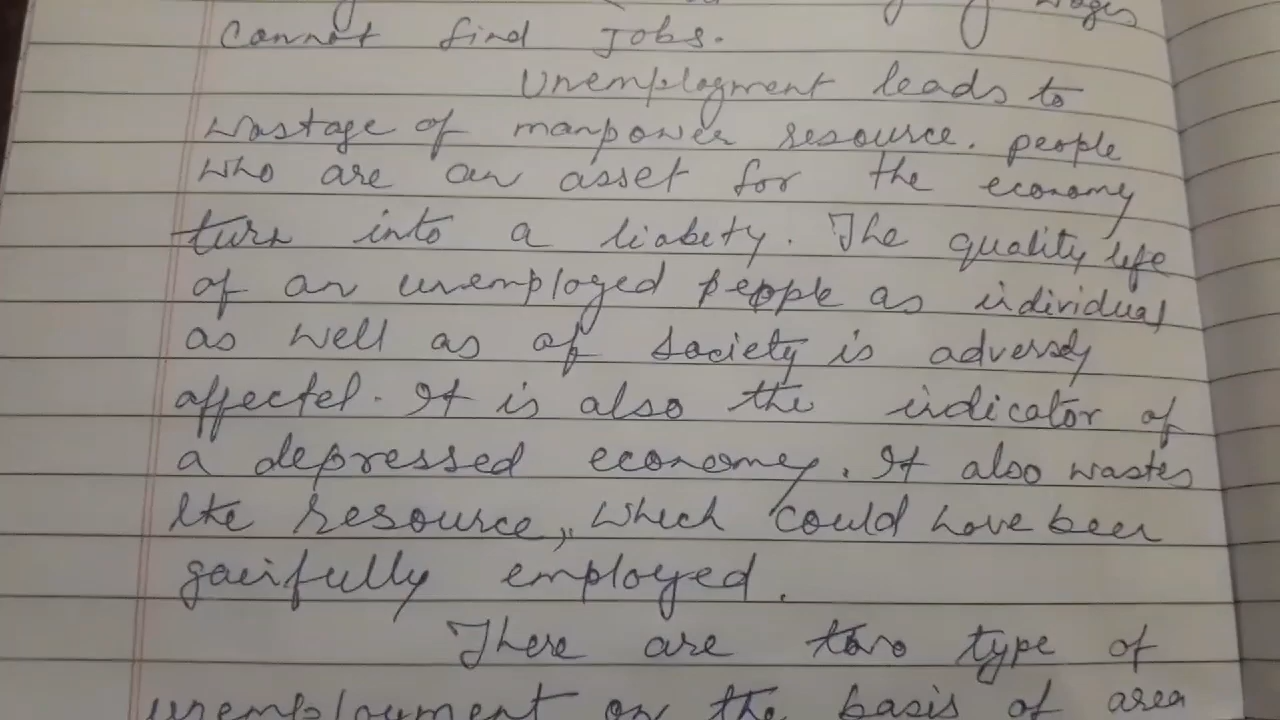 wages
cannot find jobs.
Unemployment leads to
wastage of manpower resource. people
who are an asset for the economy
turn into a liabety. The quality life
of an unemployed people as individual
as well as of society is adversly
affected. It is also the indicator of
a depressed economy. It also wastes
the resource, which could have been
gainfully employed.
There are two type of
unemployment on the basis of area